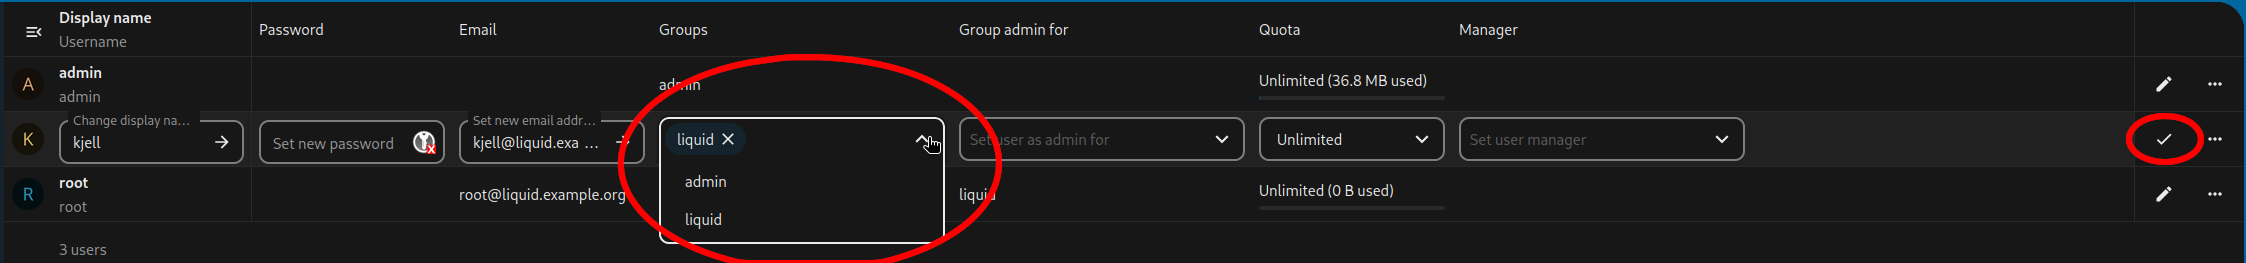 Display name
Username
Password
Email
Groups
Group admin for
Quota
Manager
A
admin
admin
admin
Unlimited (36.8 MB used)
K
Change display na...
kjell
Set new password
Set new email addr...
kjell@liquid.exa ...
liquid
Set user as admin for
Unlimited
Set user manager
admin
liquid
R
root
root
root@liquid.example.org
liquid
Unlimited (0 B used)
3 users